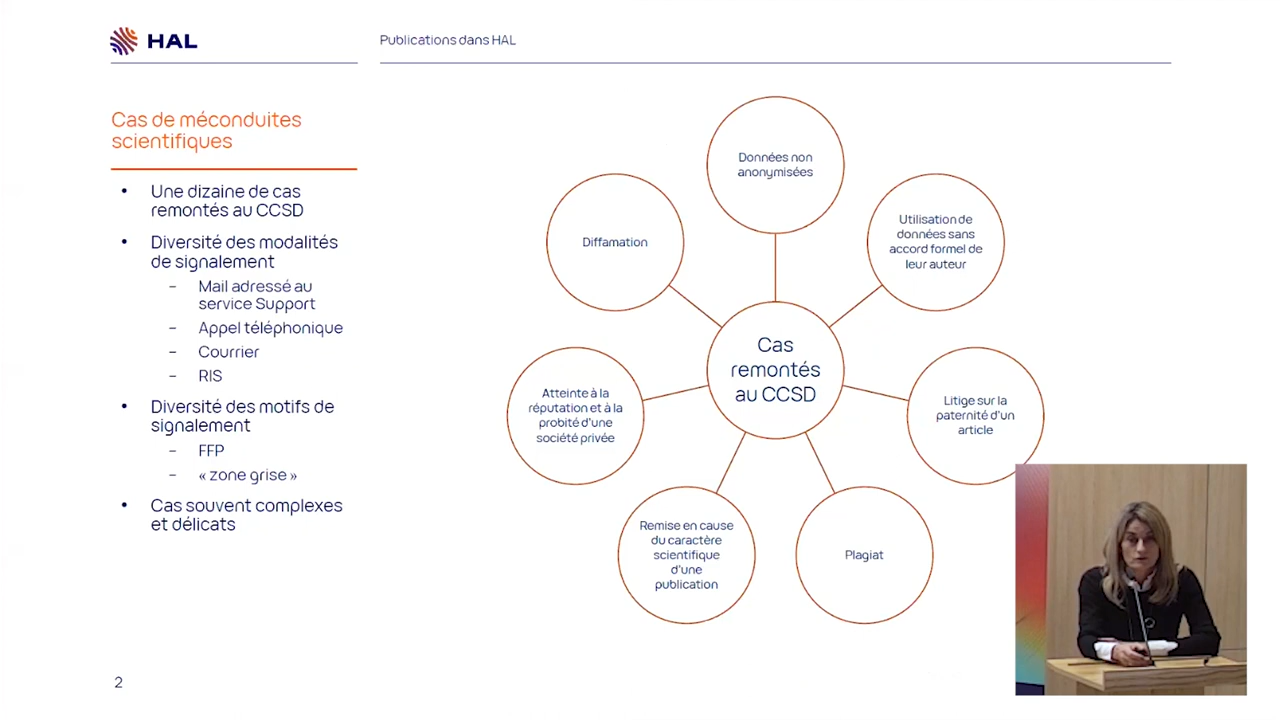 HAL
Publications dans HAL
Cas de méconduites
scientifiques
• Une dizaine de cas
remontés au CCSD
• Diversité des modalités
de signalement
– Mail adressé au
service Support
– Appel téléphonique
– Courrier
– RIS
• Diversité des motifs de
signalement
– FFP
– « zone grise »
• Cas souvent complexes
et délicats
Données non
anonymisées
Utilisation de
données sans
accord formel de
leur auteur
Litige sur la
paternité d'un
article
Plagiat
Remise en cause
du caractère
scientifique
d'une
publication
Atteinte à la
réputation et à la
probité d'une
société privée
Diffamation
Cas
remontés
au CCSD
2